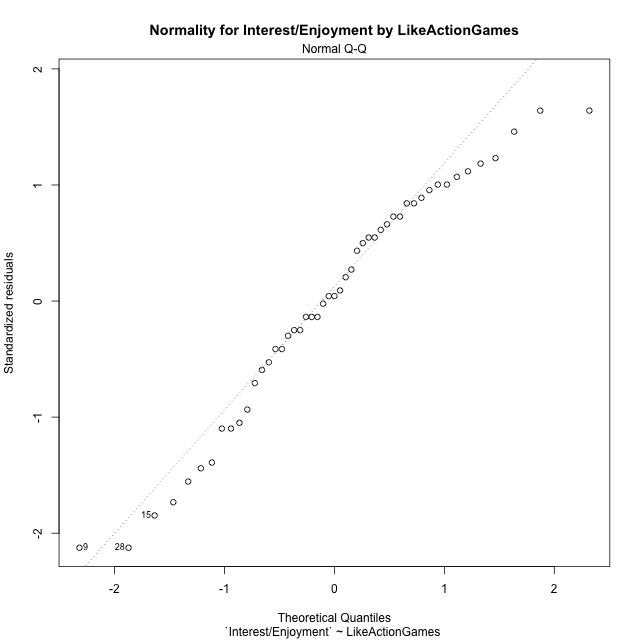 Normality for Interest/Enjoyment by LikeActionGames
Normal Q-Q
2
1
0
-1
-2
Standardized residuals
15
9
28
-2
-1
0
1
2
Theoretical Quantiles
`Interest/Enjoyment` ~ LikeActionGames